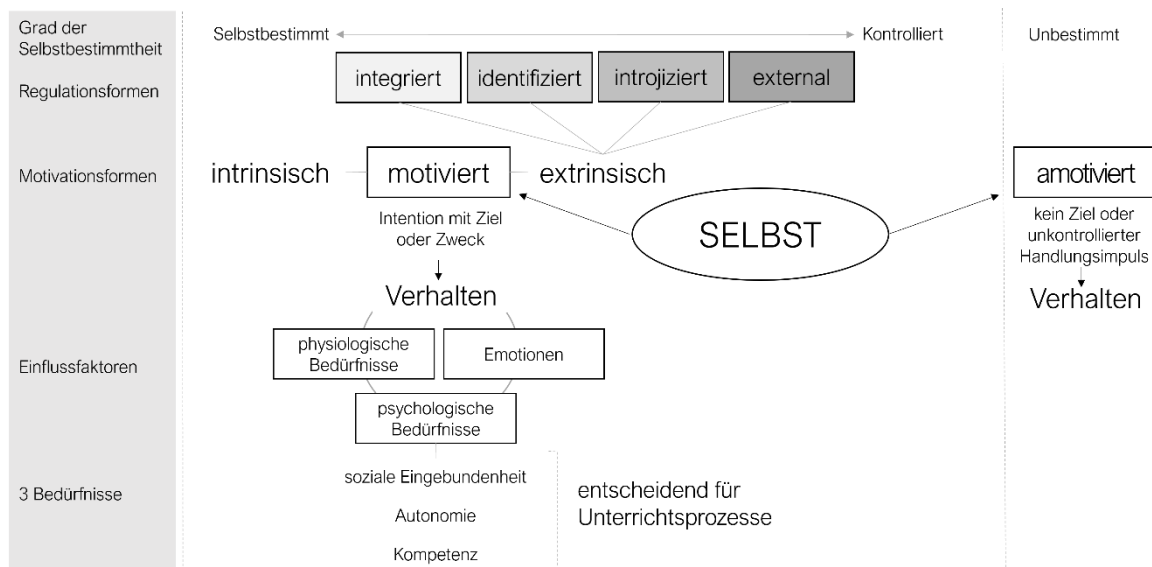 Grad der
Selbstbestimmtheit
Selbstbestimmt
Kontrolliert
Unbestimmt
Regulationsformen
integriert
identifiziert
introjiziert
external
Motivationsformen
intrinsisch
motiviert
extrinsisch
amotiviert
Intention mit Ziel
oder Zweck
SELBST
kein Ziel oder
unkontrollierter
Handlungsimpuls
Verhalten
Verhalten
Einflussfaktoren
physiologische
Bedürfnisse
Emotionen
psychologische
Bedürfnisse
3 Bedürfnisse
soziale Eingebundenheit
Autonomie
Kompetenz
entscheidend für
Unterrichtsprozesse